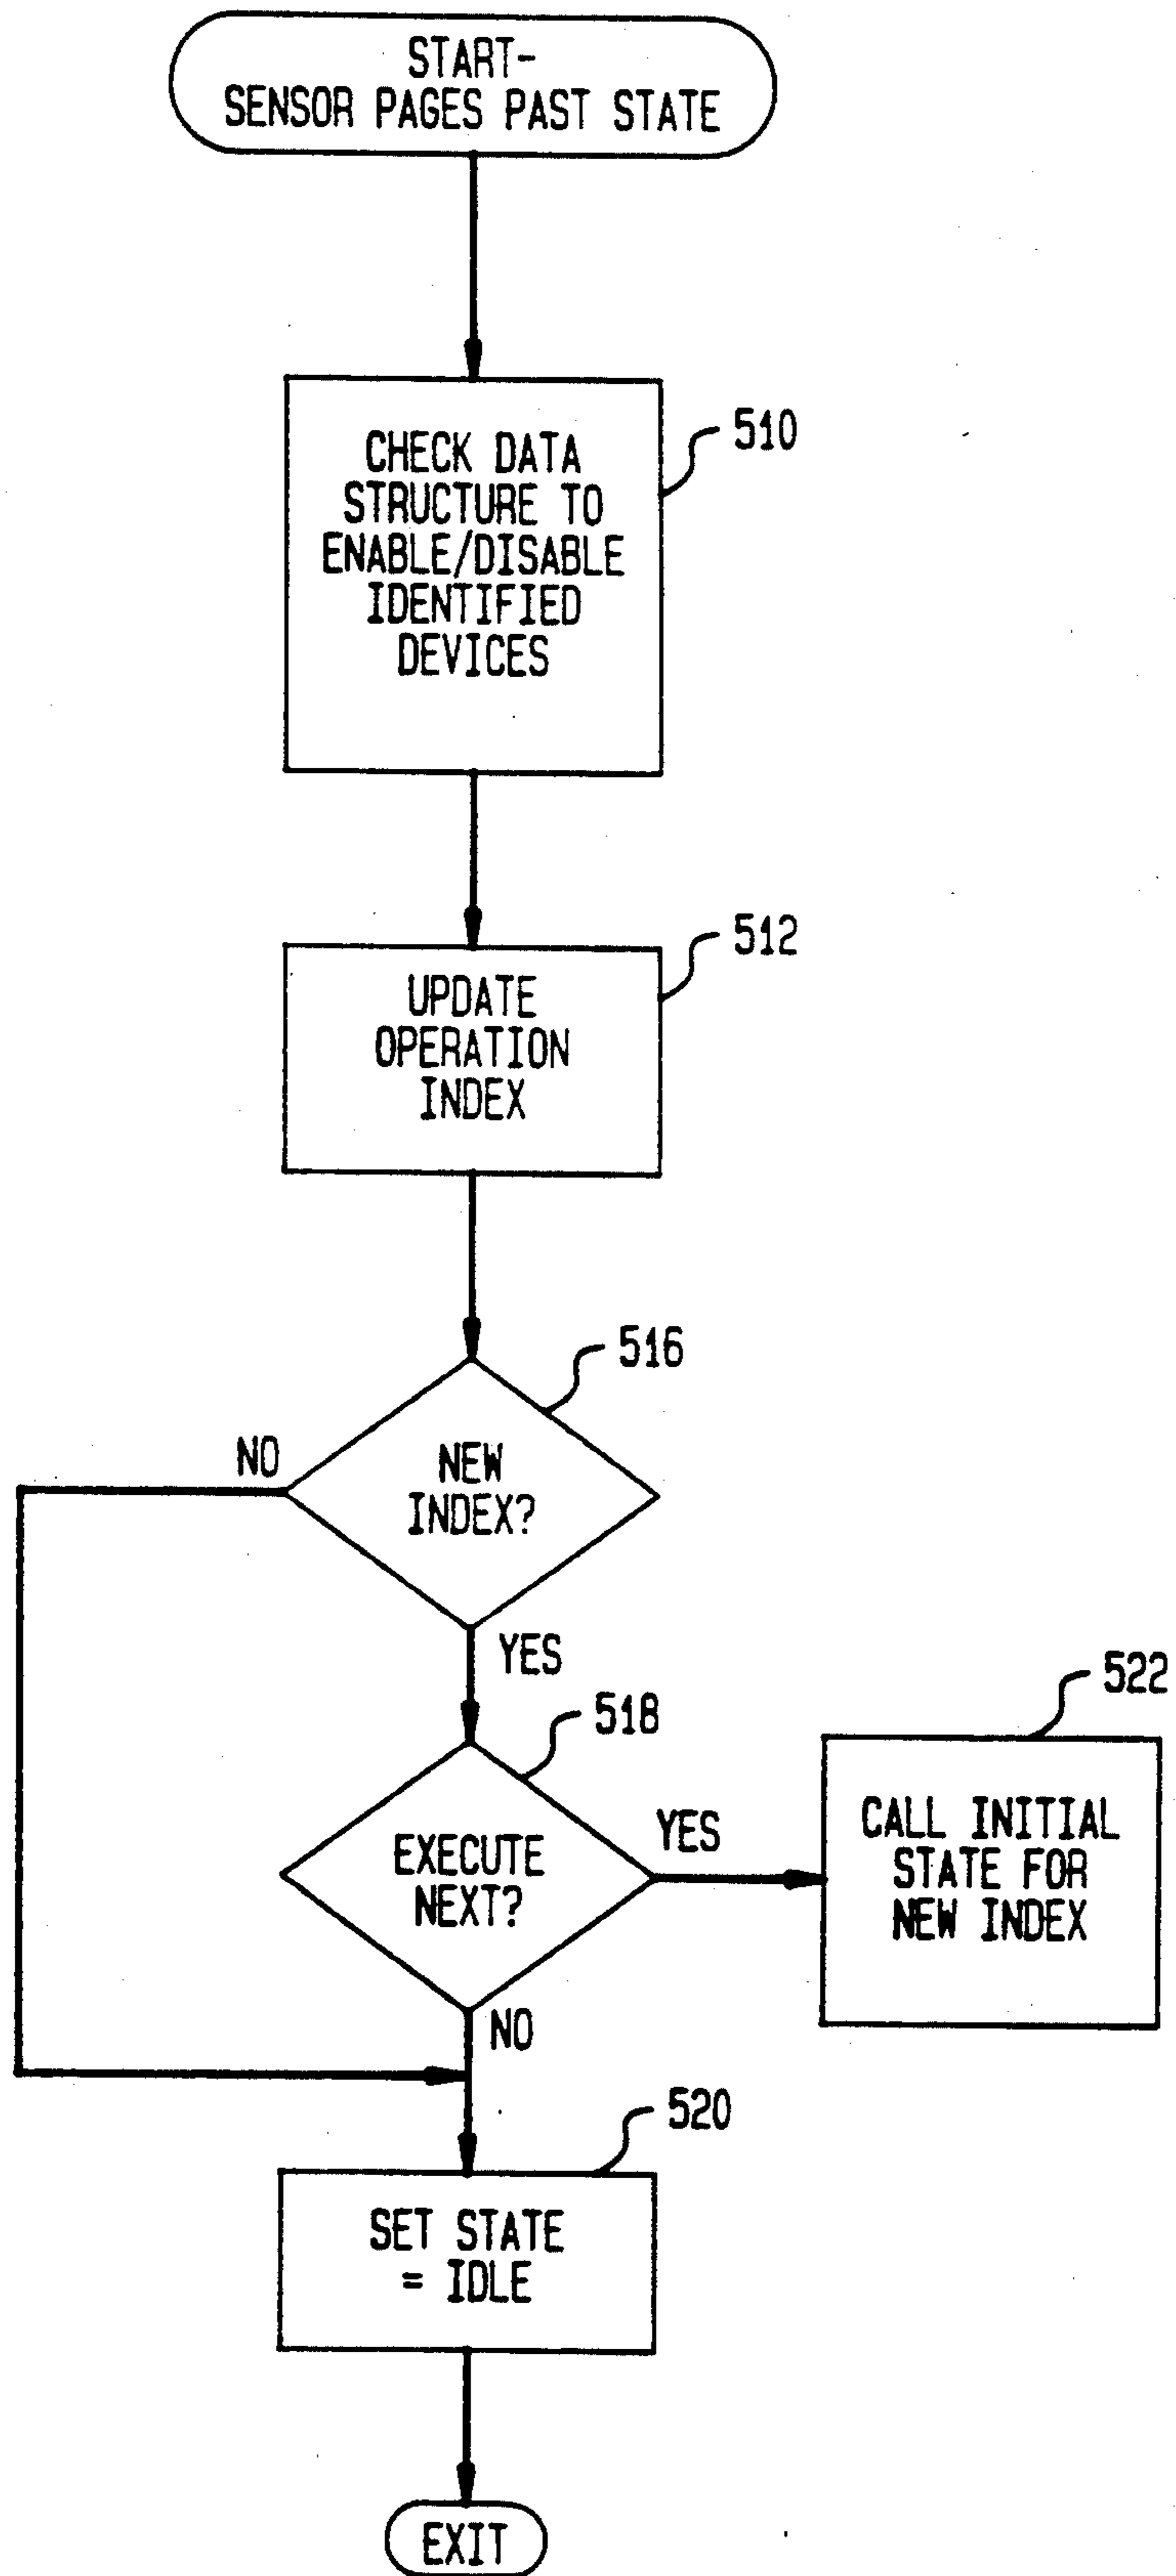 START-
SENSOR PAGES PAST STATE
510
CHECK DATA
STRUCTURE TO
ENABLE/DISABLE
IDENTIFIED
DEVICES
512
UPDATE
OPERATION
INDEX
516
NO
NEW
INDEX?
YES
518
522
EXECUTE
NEXT?
YES
CALL INITIAL
STATE FOR
NEW INDEX
NO
520
SET STATE
= IDLE
EXIT